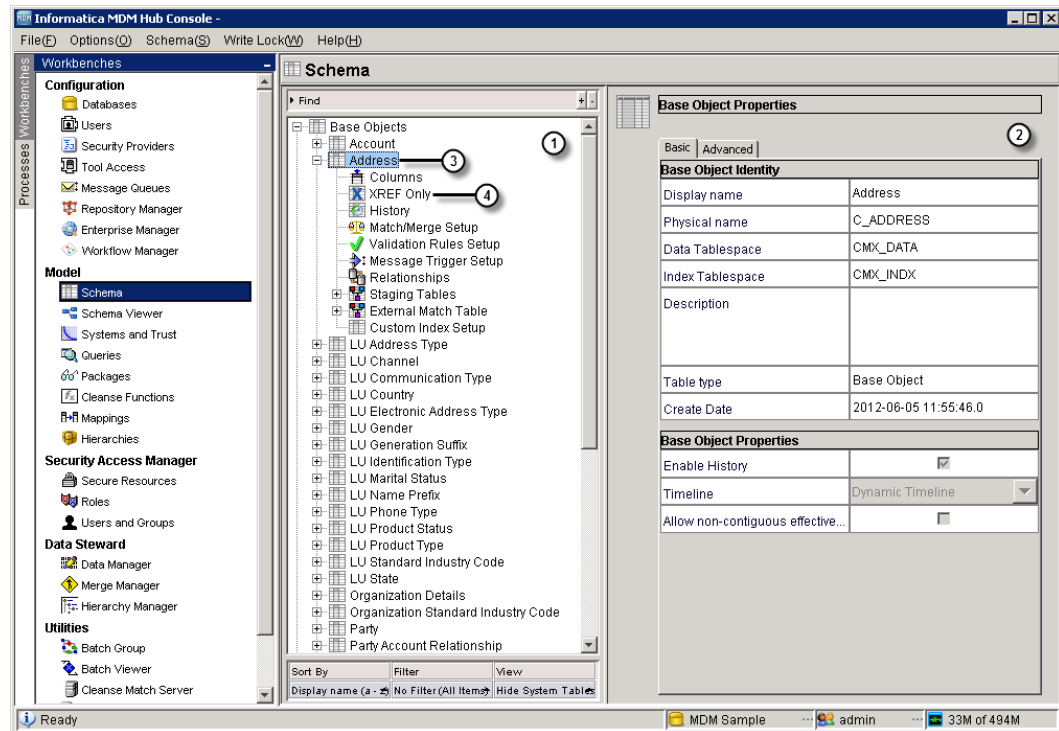 MDM Informatica MDM Hub Console -
File(F) Options(O) Schema(S) Write Lock(W) Help(H)
Processes Workbenches
Workbenches
Configuration
Databases
Users
Security Providers
Tool Access
Message Queues
Repository Manager
Enterprise Manager
Workflow Manager
Model
Schema
Schema Viewer
Systems and Trust
Queries
Packages
Cleanse Functions
Mappings
Hierarchies
Security Access Manager
Secure Resources
Roles
Users and Groups
Data Steward
Data Manager
Merge Manager
Hierarchy Manager
Utilities
Batch Group
Batch Viewer
Cleanse Match Server
Schema
Find + -
Base Objects
1
Account
Address 3
Columns
XREF Only 4
History
Match/Merge Setup
Validation Rules Setup
Message Trigger Setup
Relationships
Staging Tables
External Match Table
Custom Index Setup
LU Address Type
LU Channel
LU Communication Type
LU Country
LU Electronic Address Type
LU Gender
LU Generation Suffix
LU Identification Type
LU Marital Status
LU Name Prefix
LU Phone Type
LU Product Status
LU Product Type
LU Standard Industry Code
LU State
Organization Details
Organization Standard Industry Code
Party
Party Account Relationship
Sort By Filter View
Display name (a - z) No Filter (All Items) Hide System Tables
Base Object Properties
2
Basic Advanced
Base Object Identity
Display name Address
Physical name C_ADDRESS
Data Tablespace CMX_DATA
Index Tablespace CMX_INDX
Description
Table type Base Object
Create Date 2012-06-05 11:55:46.0
Base Object Properties
Enable History
Timeline Dynamic Timeline
Allow non-contiguous effective...
Ready MDM Sample ... admin ... 33M of 494M